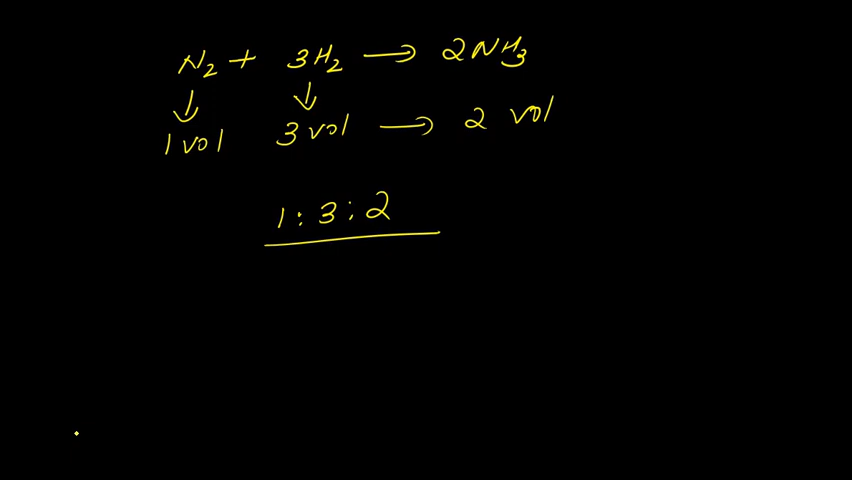 N₂ + 3H₂ → 2NH₃
↓ ↓
1 vol 3 vol → 2 vol
1 : 3 : 2